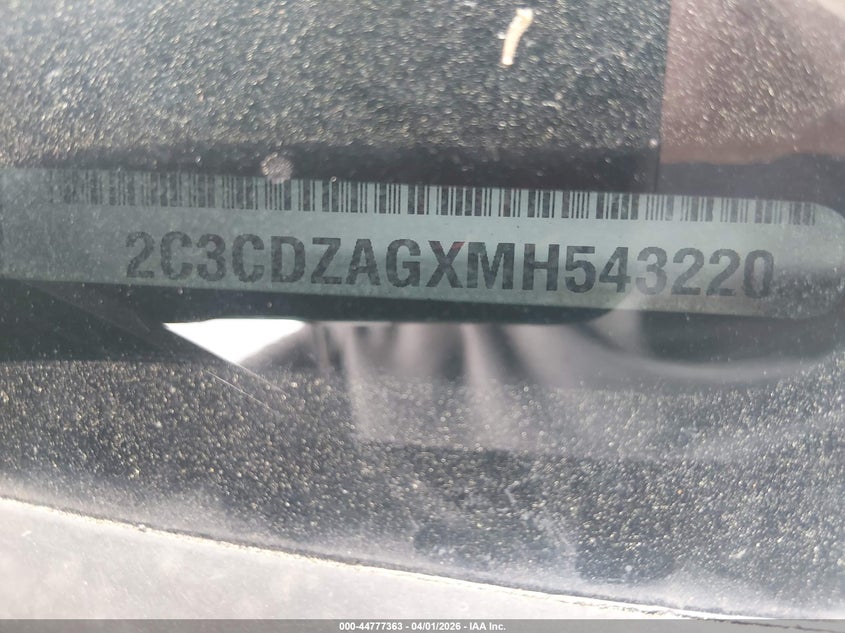 2C3CDZAGXMH543220
000-44777363 - 04/01/2026 - IAA Inc.